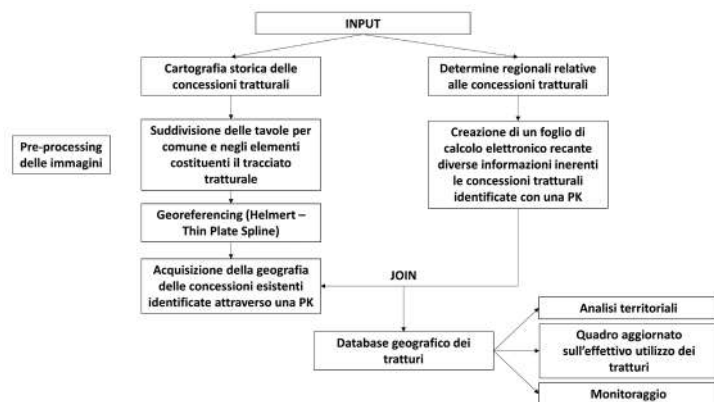 INPUT
Cartografia storica delle
concessioni tratturali
Determine regionali relative
alle concessioni tratturali
Pre-processing
delle immagini
Suddivisione delle tavole per
comune e negli elementi
costituenti il tracciato
tratturale
Creazione di un foglio di
calcolo elettronico recante
diverse informazioni inerenti
le concessioni tratturali
identificate con una PK
Georeferencing (Helmert –
Thin Plate Spline)
Acquisizione della geografia
delle concessioni esistenti
identificate attraverso una PK
JOIN
Database geografico dei
tratturi
Analisi territoriali
Quadro aggiornato
sull'effettivo utilizzo dei
tratturi
Monitoraggio